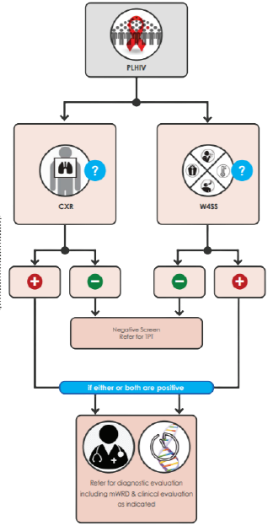 PLHIV
?
?
CXR
W4SS
Negative Screen
Refer for TPT
If either or both are positive
Refer for diagnostic evaluation
including mWRD & clinical evaluation
as indicated